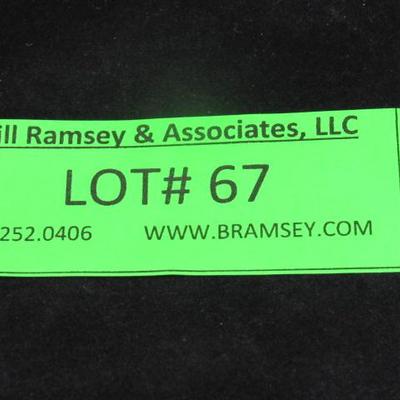 ill Ramsey & Associates, LLC
LOT# 67
252.0406 WWW.BRAMSEY.COM